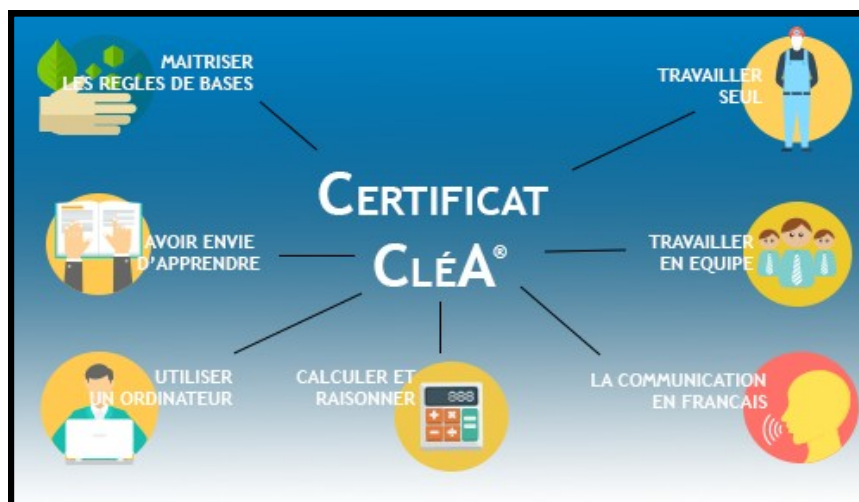 MAITRISER
LES REGLES DE BASES
TRAVAILLER
SEUL
CERTIFICAT
CLÉA®
AVOIR ENVIE
D'APPRENDRE
TRAVAILLER
EN EQUIPE
UTILISER
UN ORDINATEUR
CALCULER ET
RAISONNER
888
LA COMMUNICATION
EN FRANCAIS